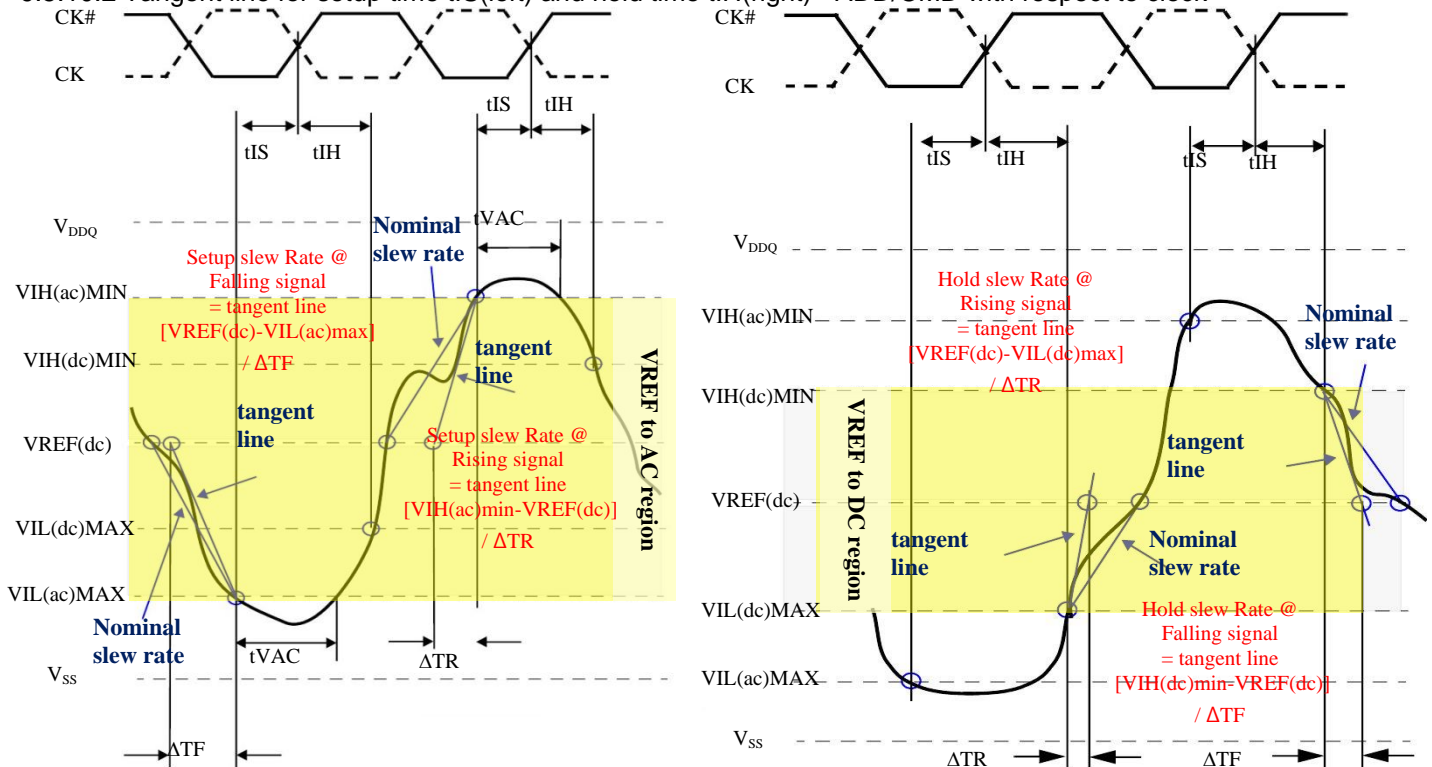 CK#
CK
tIS
tIH
tIS
tIH
V_DDQ
Nominal
slew rate
tVAC
Setup slew Rate @
Falling signal
= tangent line
[VREF(dc)-VIL(ac)max]
/ ΔTF
VIH(ac)MIN
VIH(dc)MIN
tangent
line
tangent
line
VREF(dc)
Setup slew Rate @
Rising signal
= tangent line
[VIH(ac)min-VREF(dc)]
/ ΔTR
VREF to AC region
VIL(dc)MAX
VIL(ac)MAX
Nominal
slew rate
tVAC
ΔTR
V_SS
ΔTF
CK#
CK
tIS
tIH
tIS
tIH
V_DDQ
Hold slew Rate @
Rising signal
= tangent line
[VREF(dc)-VIL(dc)max]
/ ΔTR
VIH(ac)MIN
Nominal
slew rate
VIH(dc)MIN
VREF to DC region
tangent
line
VREF(dc)
tangent
line
Nominal
slew rate
VIL(dc)MAX
Hold slew Rate @
Falling signal
= tangent line
[VIH(dc)min-VREF(dc)]
/ ΔTF
VIL(ac)MAX
V_SS
ΔTR
ΔTF